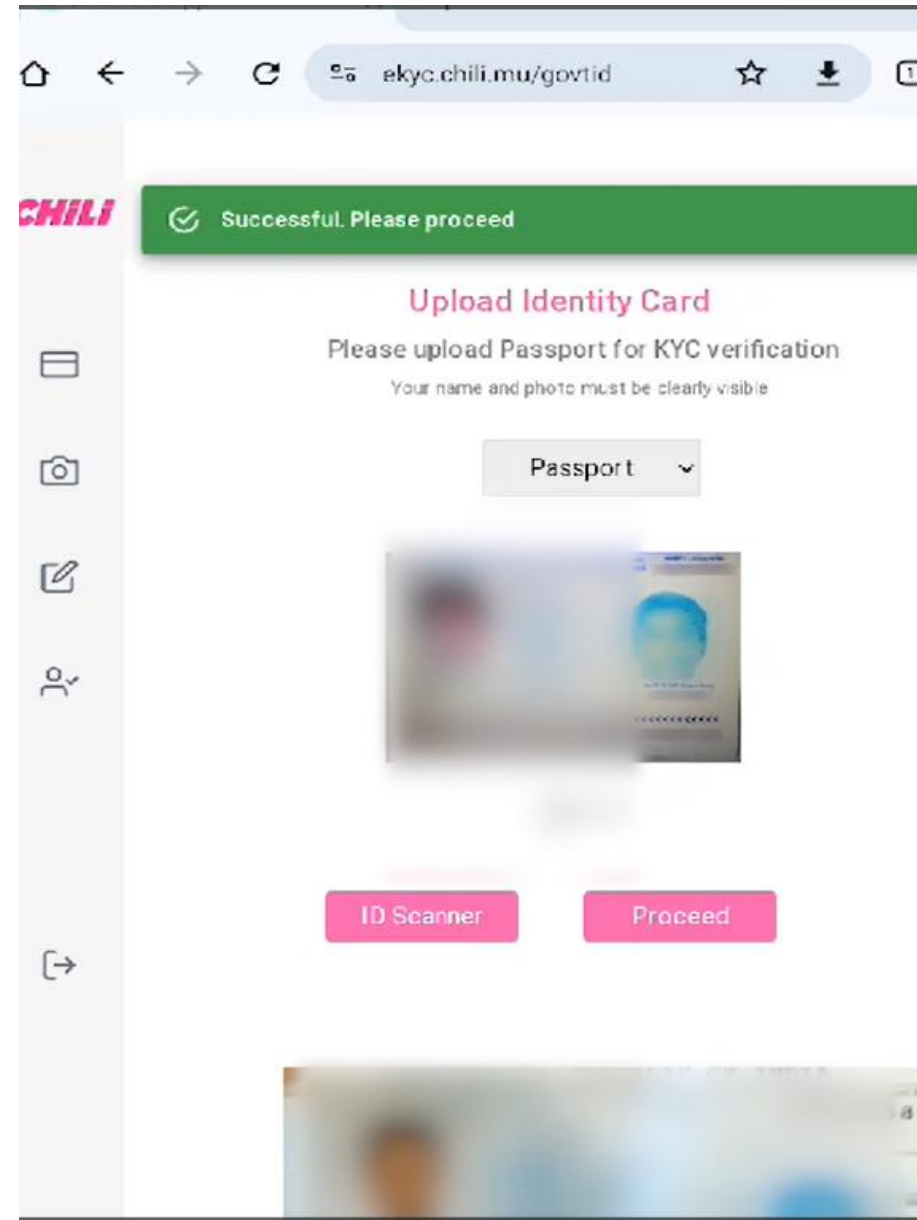 ekyc.chili.mu/govtid
CHiLi
Successful. Please proceed
Upload Identity Card
Please upload Passport for KYC verification
Your name and photo must be clearly visible
Passport
ID Scanner
Proceed